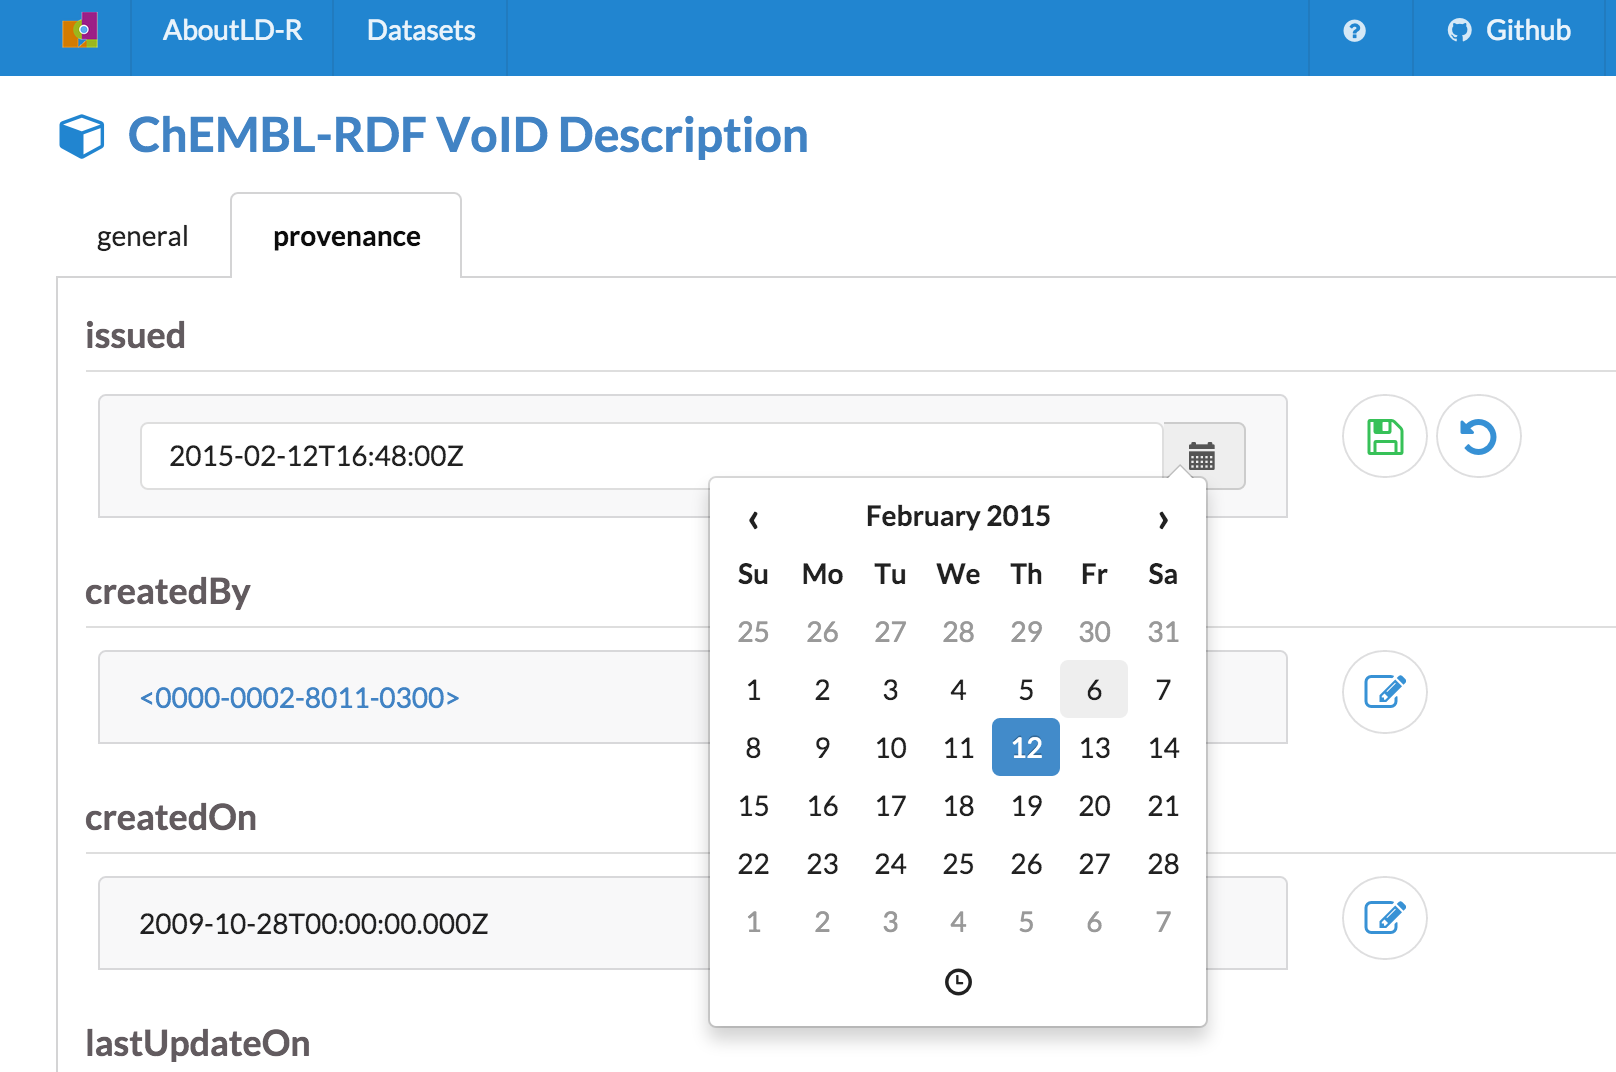 AboutLD-R Datasets Github
ChEMBL-RDF VoID Description
general provenance
issued
2015-02-12T16:48:00Z
‹ February 2015 ›
Su Mo Tu We Th Fr Sa
25 26 27 28 29 30 31
1 2 3 4 5 6 7
8 9 10 11 12 13 14
15 16 17 18 19 20 21
22 23 24 25 26 27 28
1 2 3 4 5 6 7
createdBy
<0000-0002-8011-0300>
createdOn
2009-10-28T00:00:00.000Z
lastUpdateOn